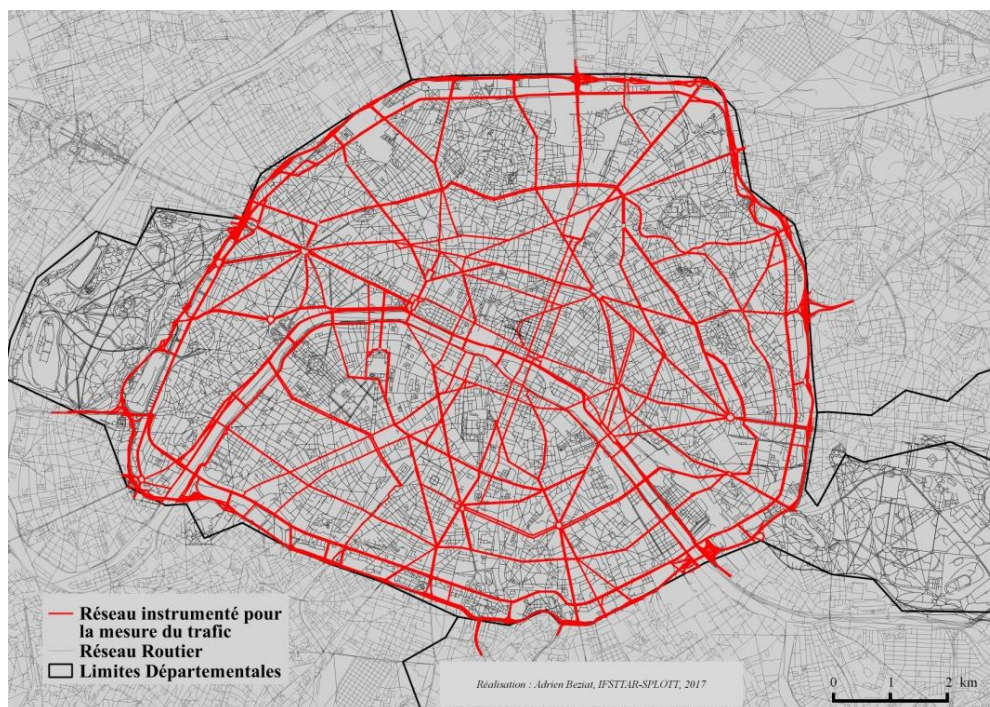 Réseau instrumenté pour
la mesure du trafic
Réseau Routier
Limites Départementales
Réalisation : Adrien Beziat, IFSTTAR-SPLOTT, 2017
0 1 2 km